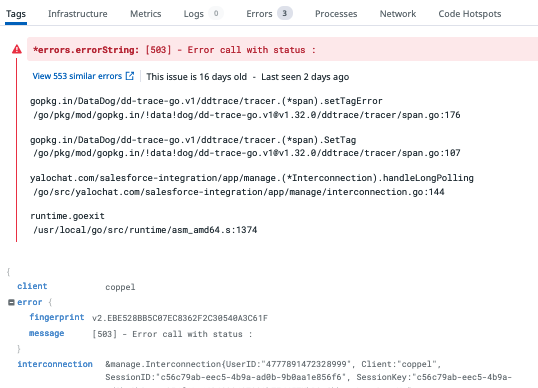 Tags Infrastructure Metrics Logs 0 Errors 3 Processes Network Code Hotspots
*errors.errorString: [503] - Error call with status :
View 553 similar errors This issue is 16 days old - Last seen 2 days ago
gopkg.in/DataDog/dd-trace-go.v1/ddtrace/tracer.(*span).setTagError
/go/pkg/mod/gopkg.in/!data!dog/dd-trace-go.v1@v1.32.0/ddtrace/tracer/span.go:176
gopkg.in/DataDog/dd-trace-go.v1/ddtrace/tracer.(*span).SetTag
/go/pkg/mod/gopkg.in/!data!dog/dd-trace-go.v1@v1.32.0/ddtrace/tracer/span.go:107
yalochat.com/salesforce-integration/app/manage.(*Interconnection).handleLongPolling
/go/src/yalochat.com/salesforce-integration/app/manage/interconnection.go:144
runtime.goexit
/usr/local/go/src/runtime/asm_amd64.s:1374
{
client coppel
error {
fingerprint v2.EBE528BB5C07EC8362F2C30540A3C61F
message [503] - Error call with status :
}
interconnection &manage.Interconnection{UserID:"4777891472328999", Client:"coppel",
SessionID:"c56c79ab-eec5-4b9a-ad0b-9b0aa1e856f6", SessionKey:"c56c79ab-eec5-4b9a-